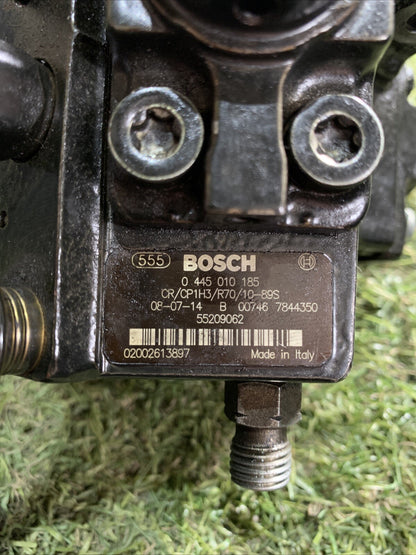 555 BOSCH
0 445 010 185
CR/CP1H3/R70/10-89S
08-07-14 B 00746 7844350
55209062
02002613897 Made in Italy